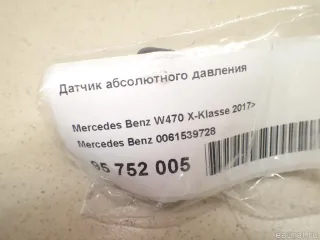 Датчик абсолютного давления
Mercedes Benz W470 X-Klasse 2017>
Mercedes Benz 0061539728
95 752 005